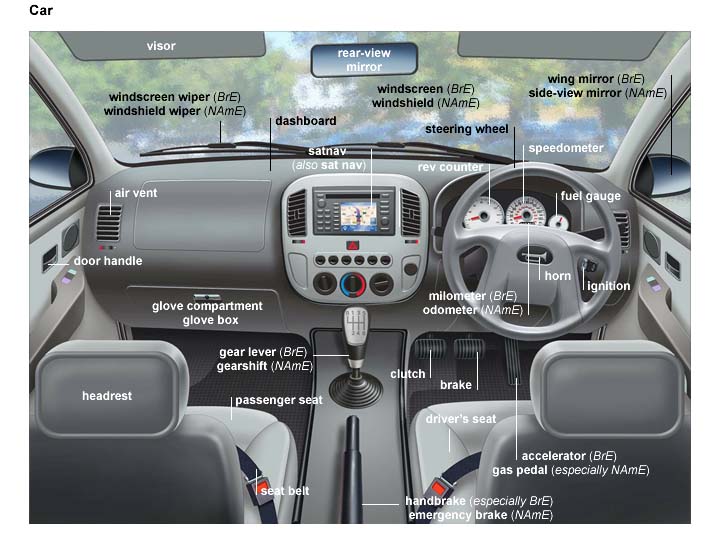 Car
visor
rear-view
mirror
windscreen wiper (BrE)
windshield wiper (NAmE)
windscreen (BrE)
windshield (NAmE)
wing mirror (BrE)
side-view mirror (NAmE)
dashboard
steering wheel
satnav
(also sat nav)
speedometer
rev counter
air vent
fuel gauge
door handle
horn
ignition
glove compartment
glove box
milometer (BrE)
odometer (NAmE)
gear lever (BrE)
gearshift (NAmE)
clutch
brake
headrest
passenger seat
driver's seat
accelerator (BrE)
gas pedal (especially NAmE)
seat belt
handbrake (especially BrE)
emergency brake (NAmE)